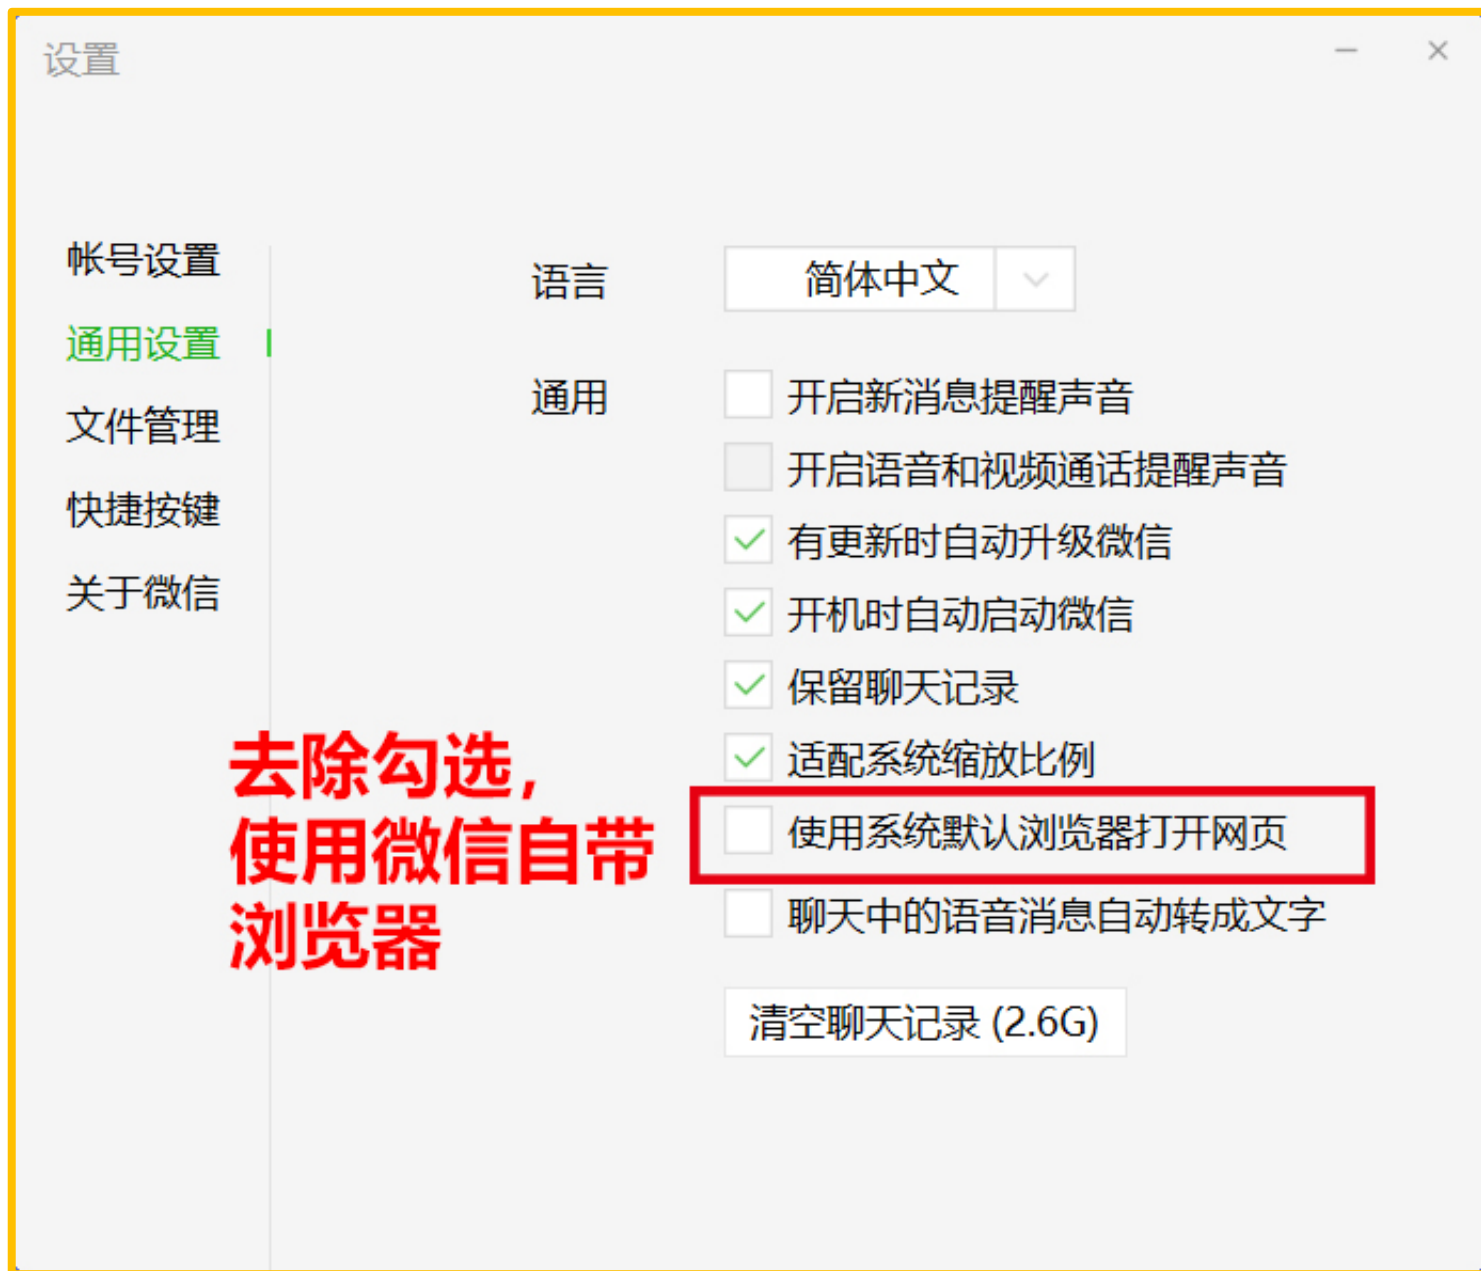 设置
帐号设置
通用设置
文件管理
快捷按键
关于微信
语言
简体中文
通用
开启新消息提醒声音
开启语音和视频通话提醒声音
有更新时自动升级微信
开机时自动启动微信
保留聊天记录
适配系统缩放比例
使用系统默认浏览器打开网页
聊天中的语音消息自动转成文字
清空聊天记录 (2.6G)
去除勾选，
使用微信自带
浏览器